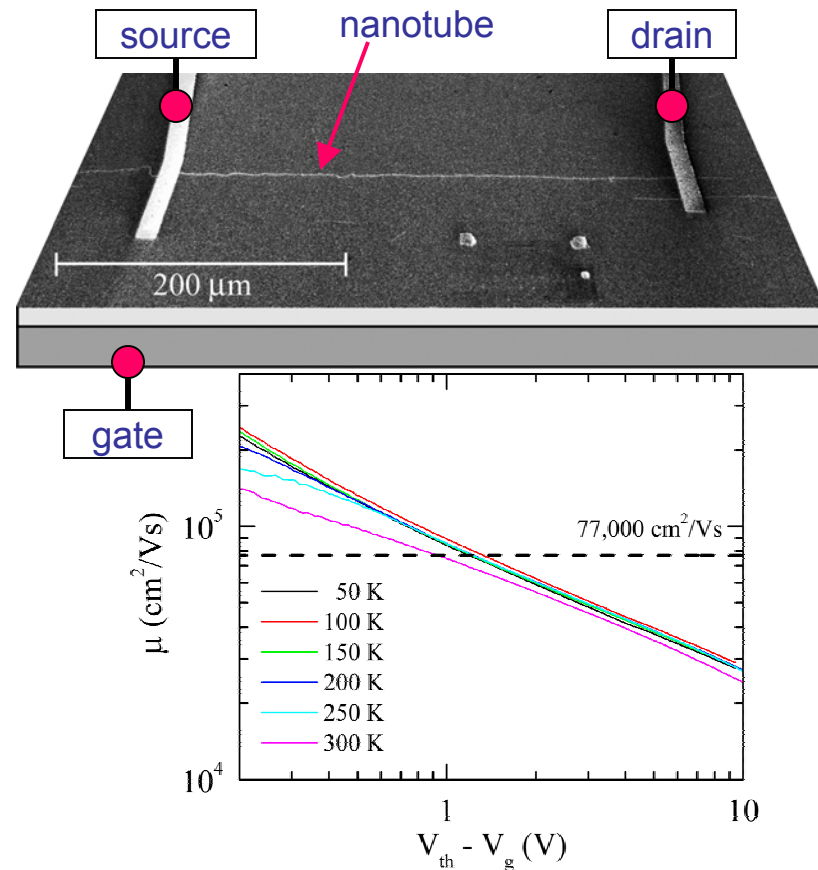 source nanotube drain
200 µm
gate
10⁵
10⁴
µ (cm²/Vs)
77,000 cm²/Vs
50 K
100 K
150 K
200 K
250 K
300 K
1 10
V_th - V_g (V)